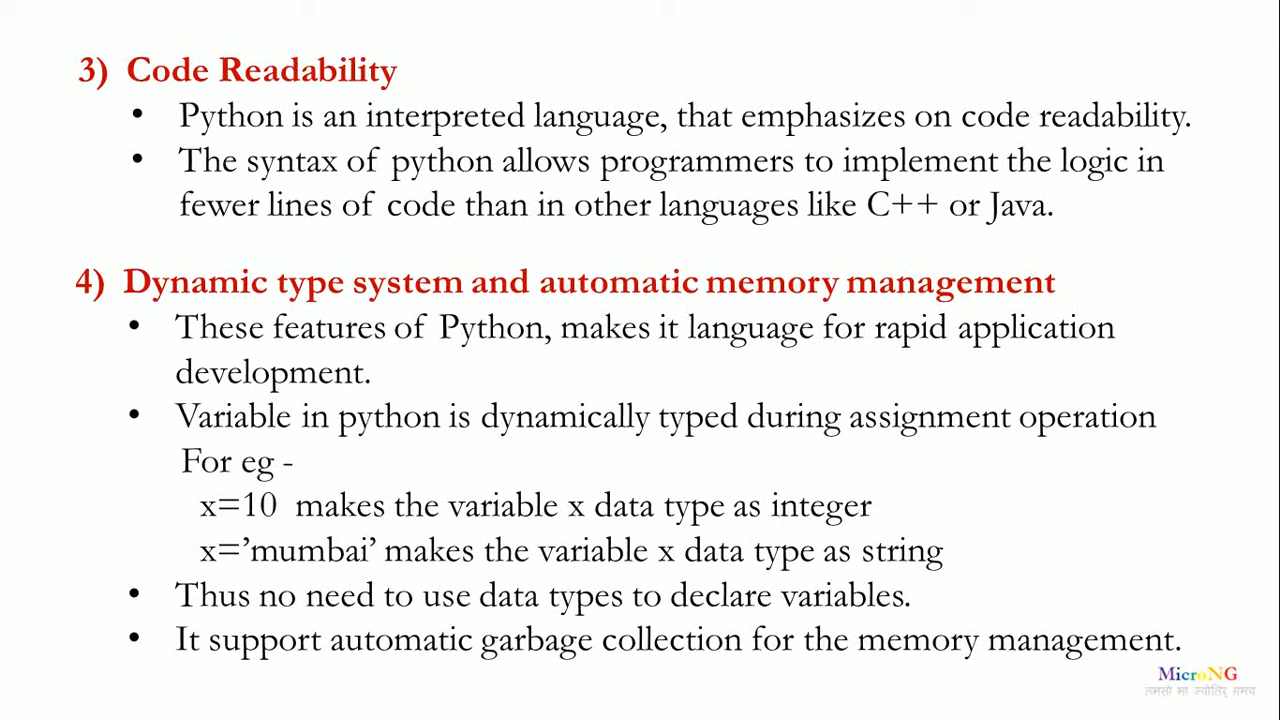 3) Code Readability
• Python is an interpreted language, that emphasizes on code readability.
• The syntax of python allows programmers to implement the logic in
fewer lines of code than in other languages like C++ or Java.
4) Dynamic type system and automatic memory management
• These features of Python, makes it language for rapid application
development.
• Variable in python is dynamically typed during assignment operation
For eg -
x=10 makes the variable x data type as integer
x=’mumbai’ makes the variable x data type as string
• Thus no need to use data types to declare variables.
• It support automatic garbage collection for the memory management.
MicroNG
तमसो मा ज्योतिर् गमय